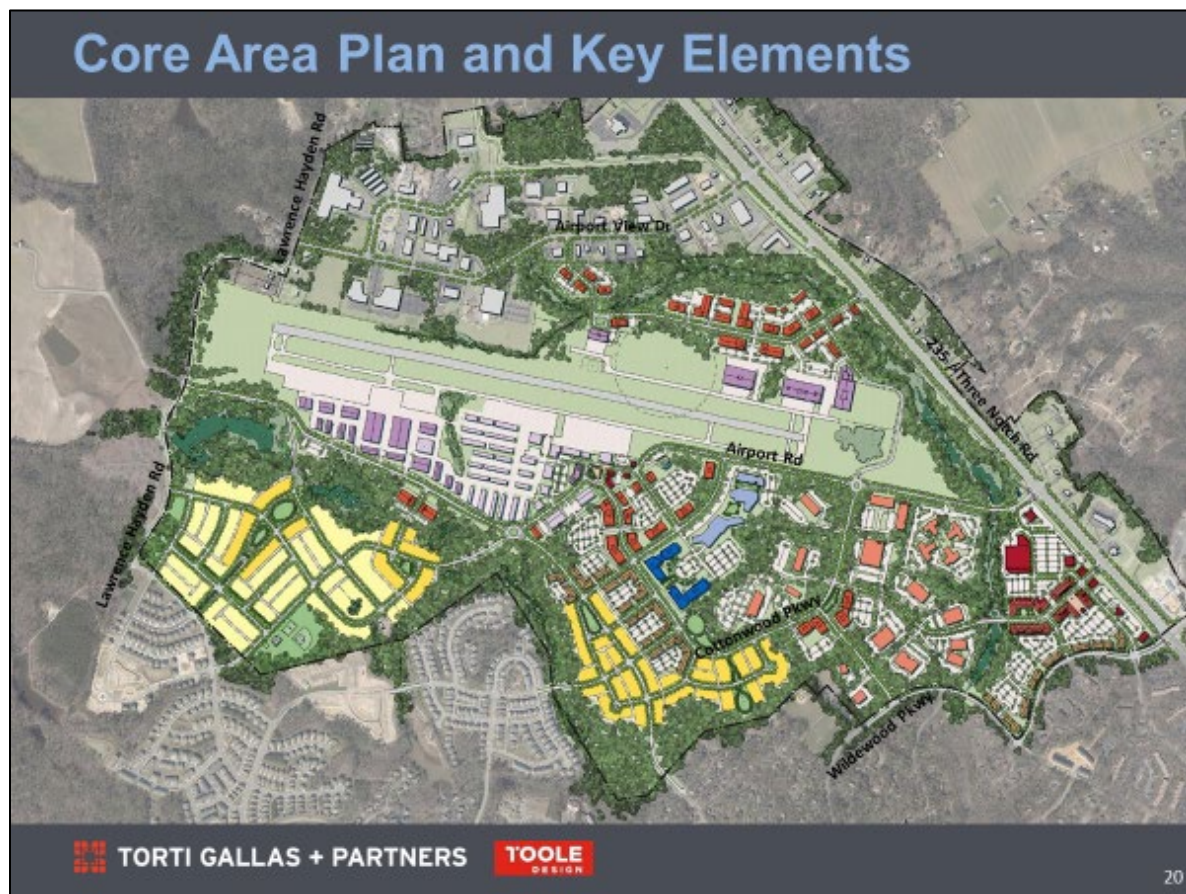 Core Area Plan and Key Elements
Lawrence Hayden Rd
Airport View Dr
235 / Three Notch Rd
Airport Rd
Lawrence Hayden Rd
Cottonwood Pkwy
Wildewood Pkwy
TORTI GALLAS + PARTNERS
TOOLE
DESIGN
20